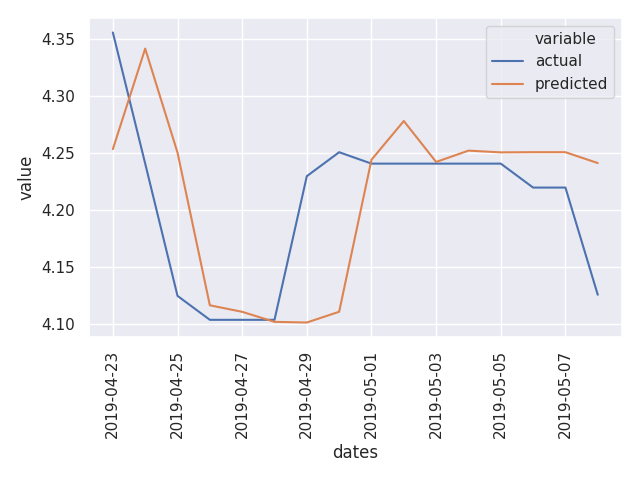 4.35
4.30
4.25
4.20
4.15
4.10
value
variable
actual
predicted
2019-04-23
2019-04-25
2019-04-27
2019-04-29
2019-05-01
2019-05-03
2019-05-05
2019-05-07
dates